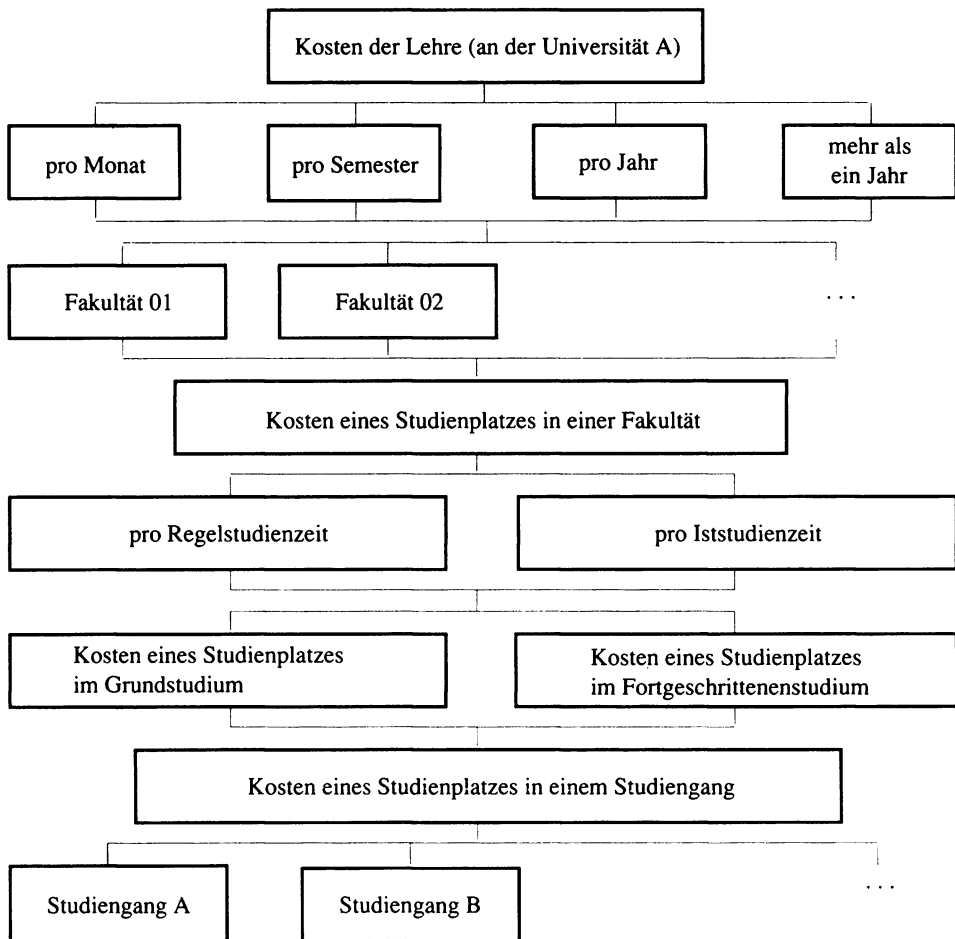 Kosten der Lehre (an der Universität A)
pro Monat
pro Semester
pro Jahr
mehr als
ein Jahr
Fakultät 01
Fakultät 02
...
Kosten eines Studienplatzes in einer Fakultät
pro Regelstudienzeit
pro Iststudienzeit
Kosten eines Studienplatzes
im Grundstudium
Kosten eines Studienplatzes
im Fortgeschrittenenstudium
Kosten eines Studienplatzes in einem Studiengang
Studiengang A
Studiengang B
...